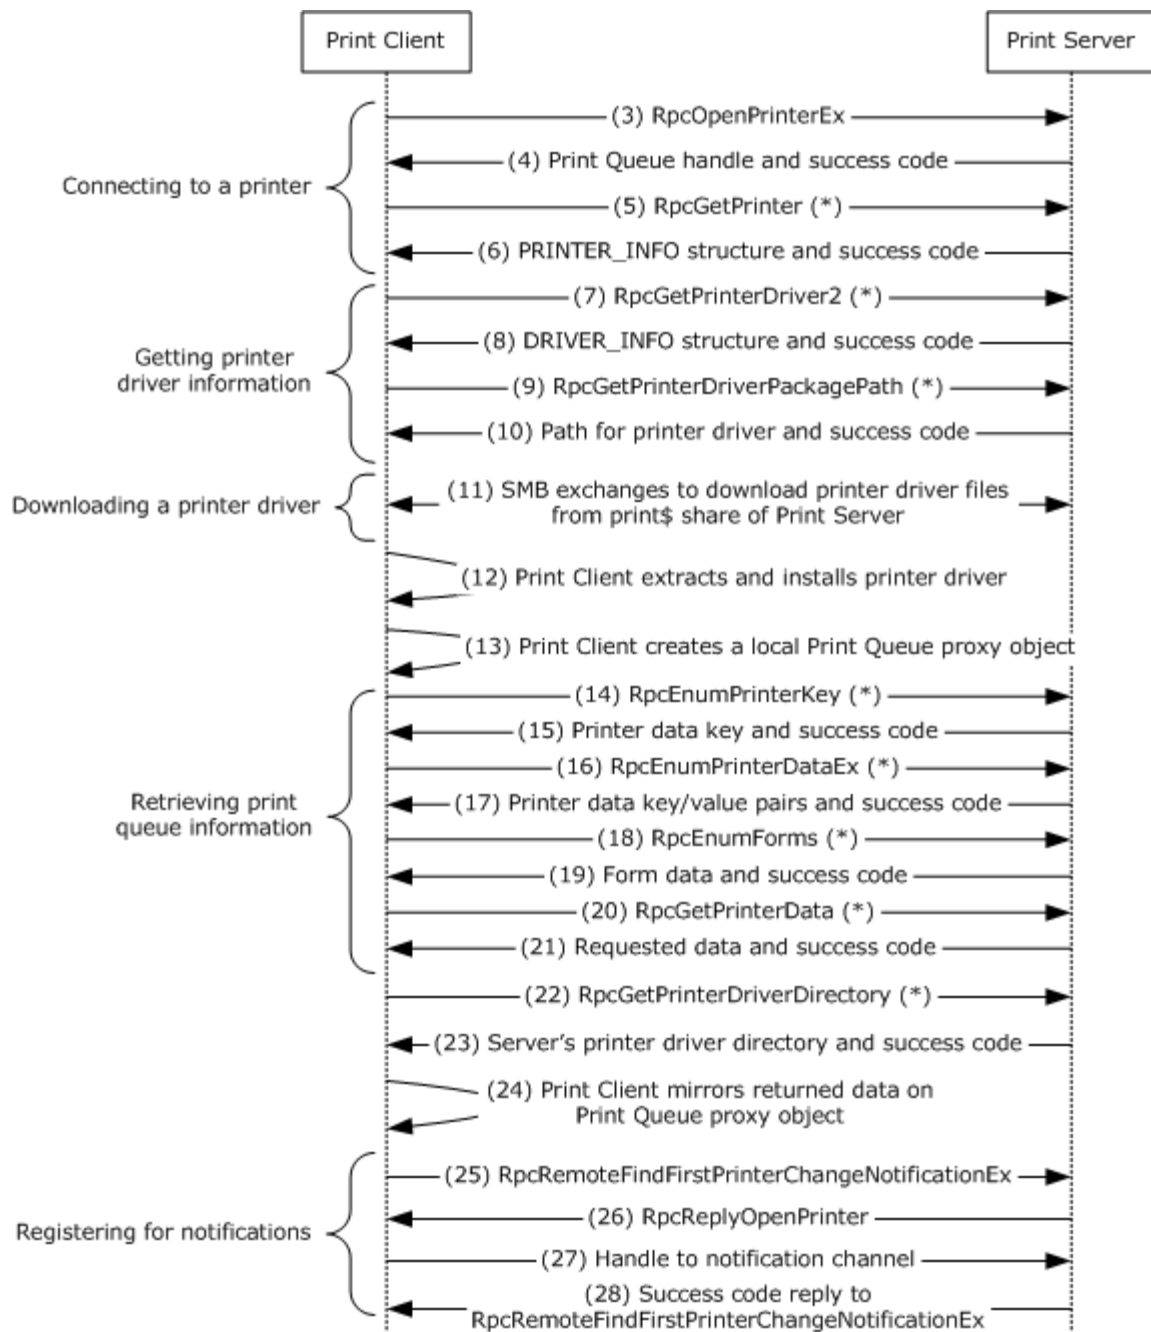 Print Client
Print Server
(3) RpcOpenPrinterEx
(4) Print Queue handle and success code
Connecting to a printer
(5) RpcGetPrinter (*)
(6) PRINTER_INFO structure and success code
(7) RpcGetPrinterDriver2 (*)
(8) DRIVER_INFO structure and success code
Getting printer
driver information
(9) RpcGetPrinterDriverPackagePath (*)
(10) Path for printer driver and success code
Downloading a printer driver
(11) SMB exchanges to download printer driver files
from print$ share of Print Server
(12) Print Client extracts and installs printer driver
(13) Print Client creates a local Print Queue proxy object
(14) RpcEnumPrinterKey (*)
(15) Printer data key and success code
(16) RpcEnumPrinterDataEx (*)
Retrieving print
queue information
(17) Printer data key/value pairs and success code
(18) RpcEnumForms (*)
(19) Form data and success code
(20) RpcGetPrinterData (*)
(21) Requested data and success code
(22) RpcGetPrinterDriverDirectory (*)
(23) Server's printer driver directory and success code
(24) Print Client mirrors returned data on
Print Queue proxy object
(25) RpcRemoteFindFirstPrinterChangeNotificationEx
(26) RpcReplyOpenPrinter
Registering for notifications
(27) Handle to notification channel
(28) Success code reply to
RpcRemoteFindFirstPrinterChangeNotificationEx